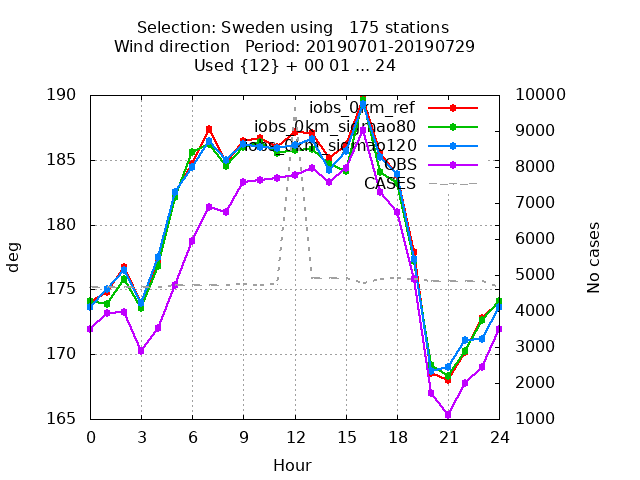 Selection: Sweden using 175 stations
Wind direction Period: 20190701-20190729
Used {12} + 00 01 ... 24
190
185
180
175
170
165
deg
10000
9000
8000
7000
6000
5000
4000
3000
2000
1000
No cases
iobs_0km_ref
iobs_0km_sigmao80
iobs_0km_sigmao120
OBS
CASES
0 3 6 9 12 15 18 21 24
Hour